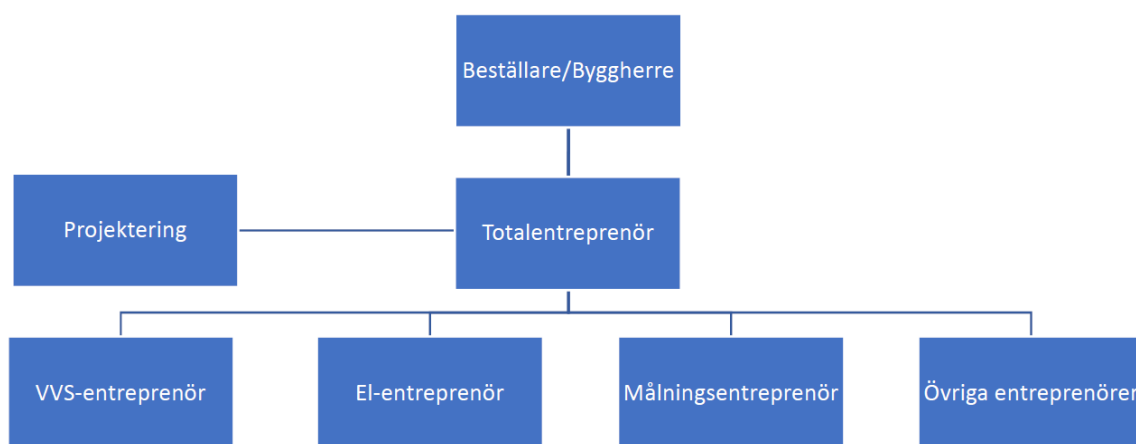 Beställare/Byggherre
Projektering
Totalentreprenör
VVS-entreprenör
El-entreprenör
Målningsentreprenör
Övriga entreprenörer